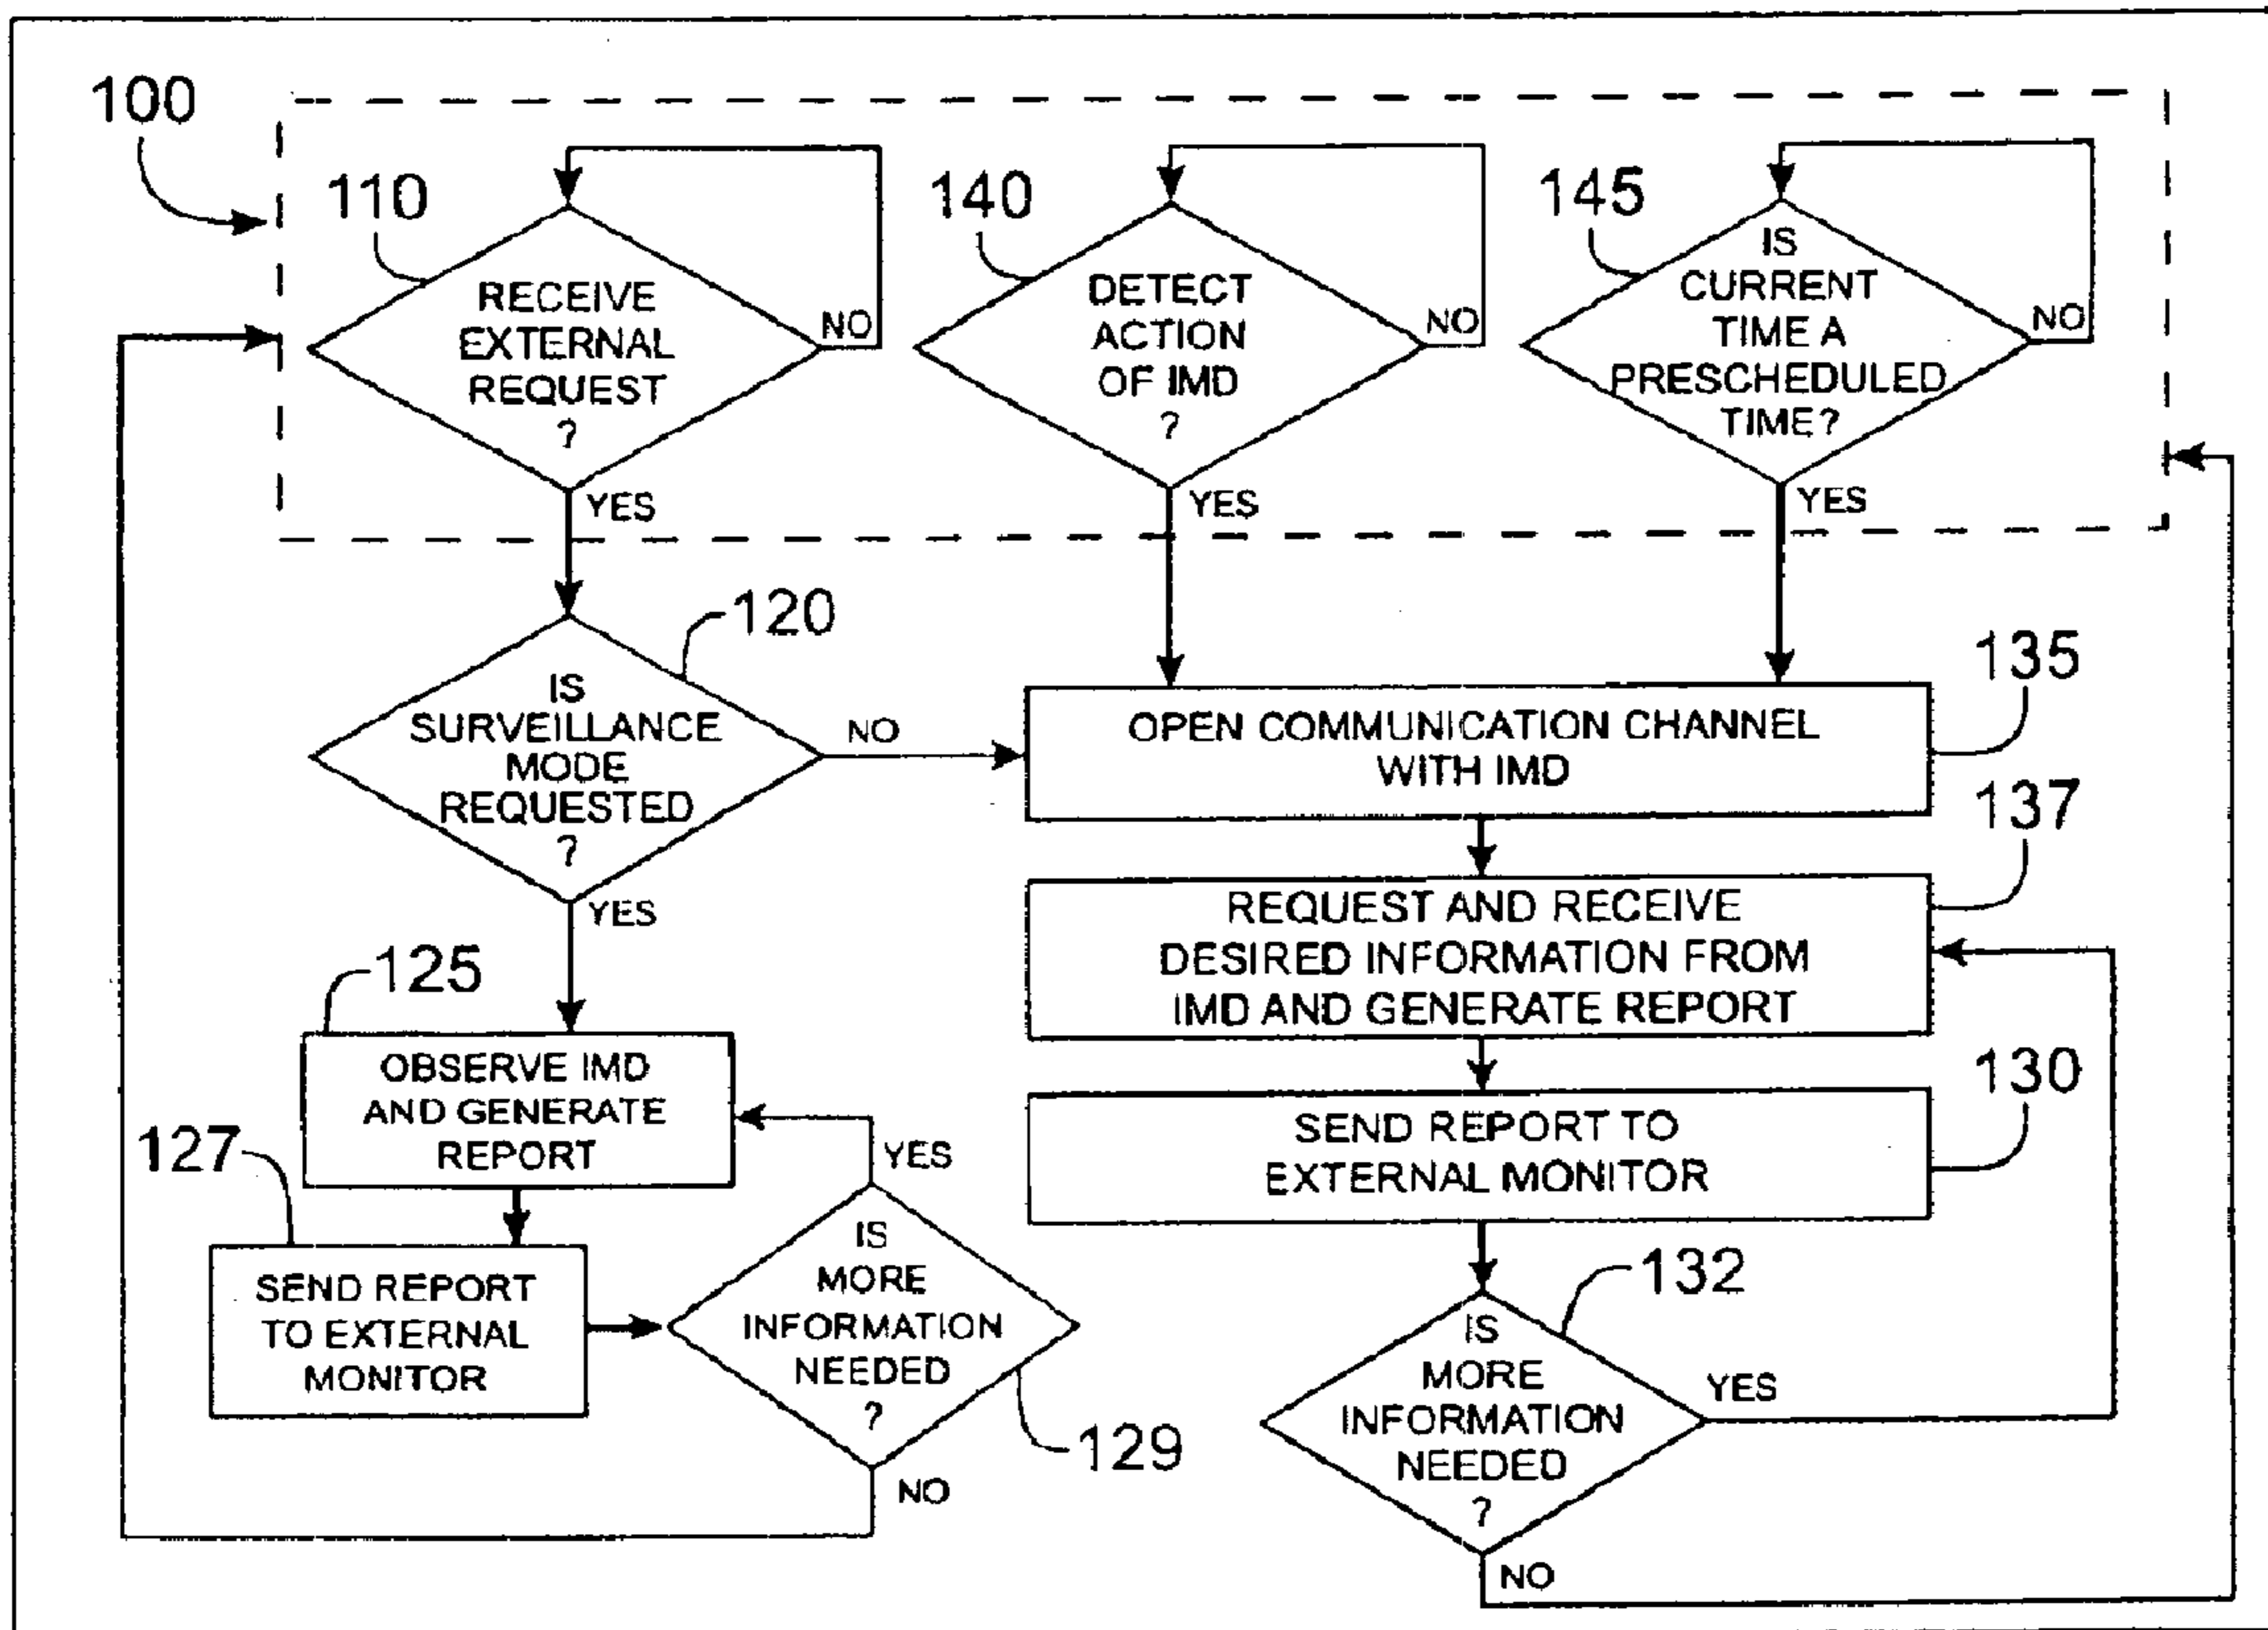 100
110
RECEIVE
EXTERNAL
REQUEST
?
NO
YES
140
DETECT
ACTION
OF IMD
?
NO
YES
145
IS
CURRENT
TIME A
PRESCHEDULED
TIME?
NO
YES
120
IS
SURVEILLANCE
MODE
REQUESTED
?
NO
YES
135
OPEN COMMUNICATION CHANNEL
WITH IMD
137
REQUEST AND RECEIVE
DESIRED INFORMATION FROM
IMD AND GENERATE REPORT
125
OBSERVE IMD
AND GENERATE
REPORT
130
SEND REPORT TO
EXTERNAL MONITOR
127
SEND REPORT
TO EXTERNAL
MONITOR
YES
IS
MORE
INFORMATION
NEEDED
?
129
NO
132
IS
MORE
INFORMATION
NEEDED
?
YES
NO